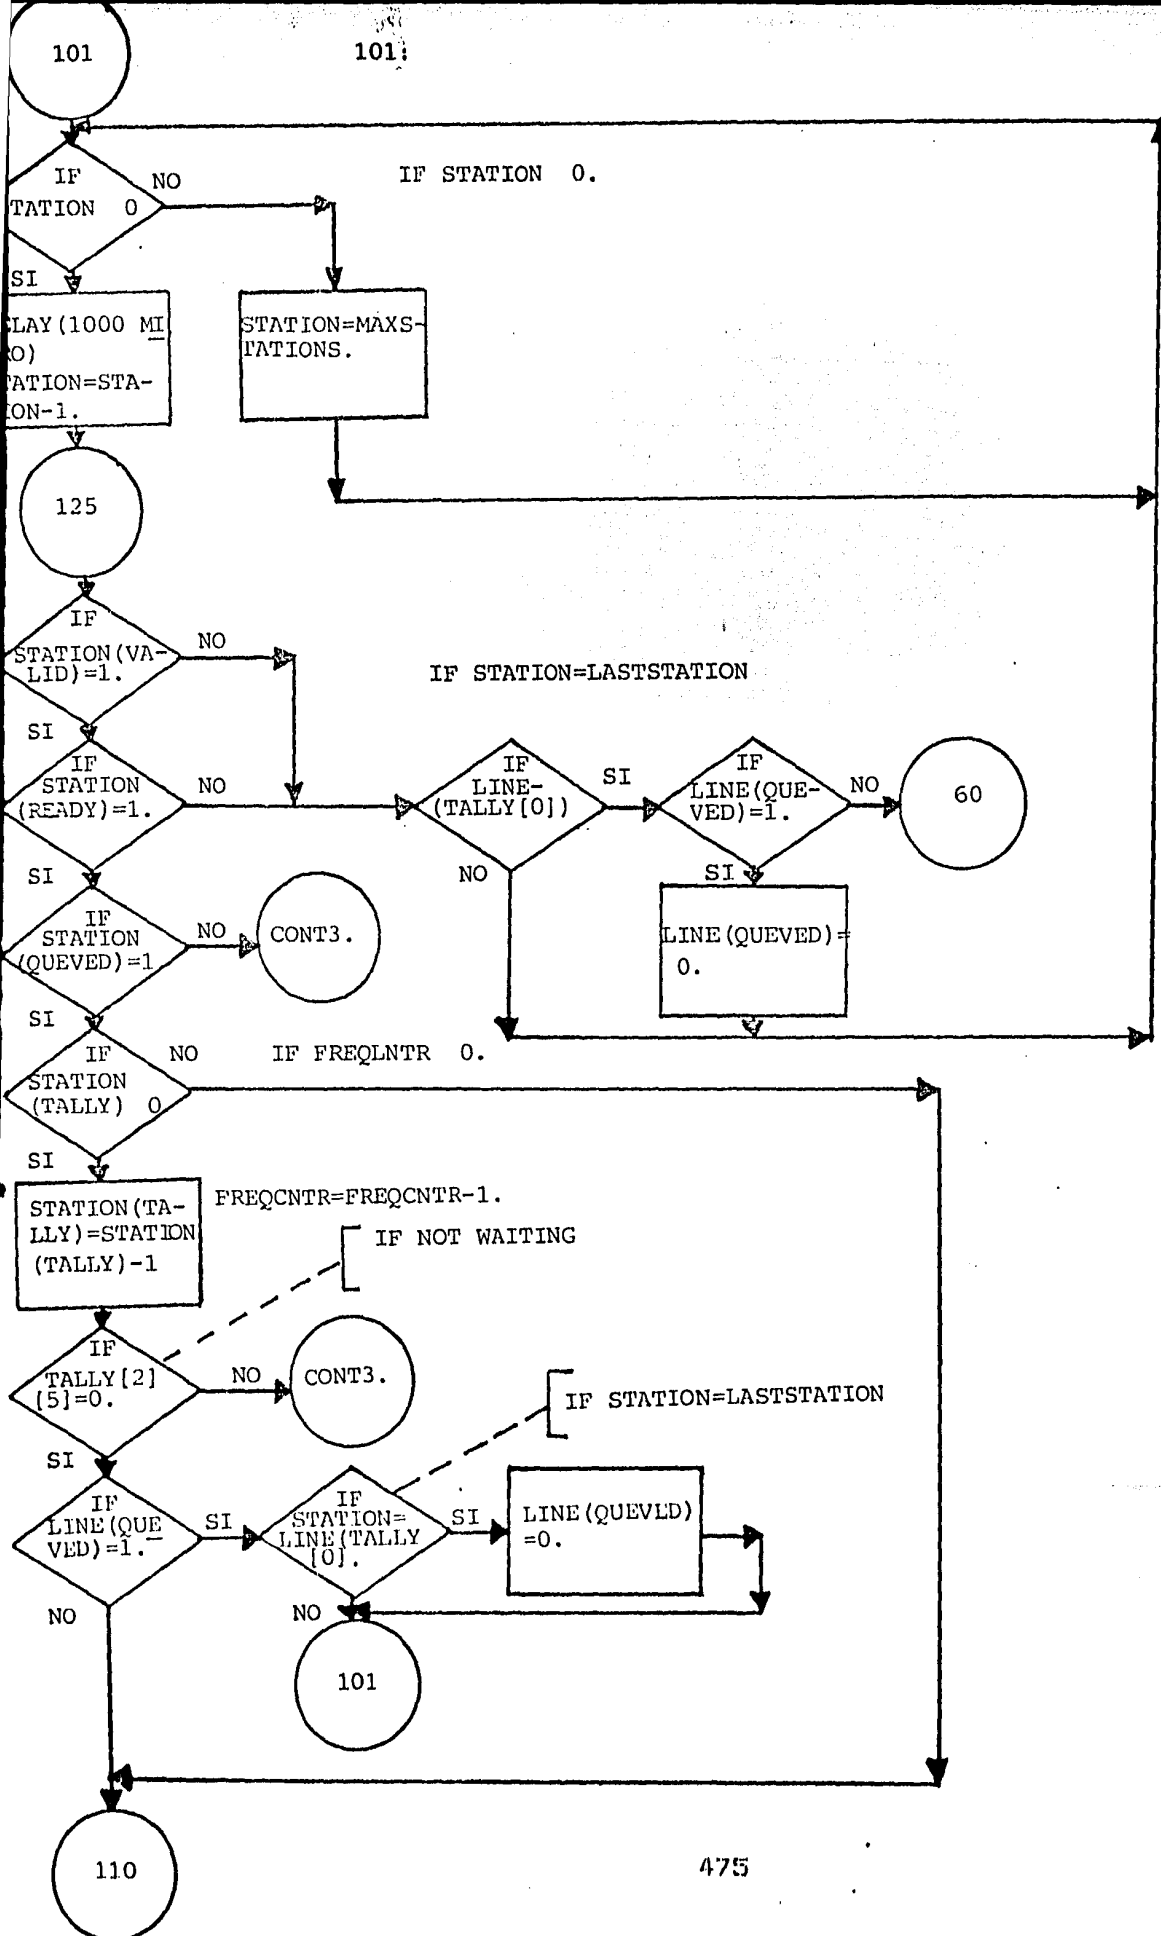 101
101:
IF
TATION 0
NO
IF STATION 0.
SI
LAY(1000 MI
O)
TATION=STA-
ION-1.
STATION=MAXS-
TATIONS.
125
IF
STATION(VA-
LID)=1.
NO
IF STATION=LASTSTATION
SI
IF
STATION
(READY)=1.
NO
IF
LINE-
(TALLY[0])
SI
IF
LINE(QUE-
VED)=1.
NO
60
SI
NO
SI
IF
STATION
(QUEVED)=1
NO
CONT3.
LINE(QUEVED)=
0.
SI
IF
STATION
(TALLY) 0
NO
IF FREQLNTR 0.
SI
STATION(TA-
LLY)=STATION
(TALLY)-1
FREQCNTR=FREQCNTR-1.
IF NOT WAITING
IF
TALLY[2]
[5]=0.
NO
CONT3.
IF STATION=LASTSTATION
SI
IF
LINE(QUE
VED)=1.
SI
IF
STATION=
LINE(TALLY
[0].
SI
LINE(QUEVED)
=0.
NO
NO
101
110
475